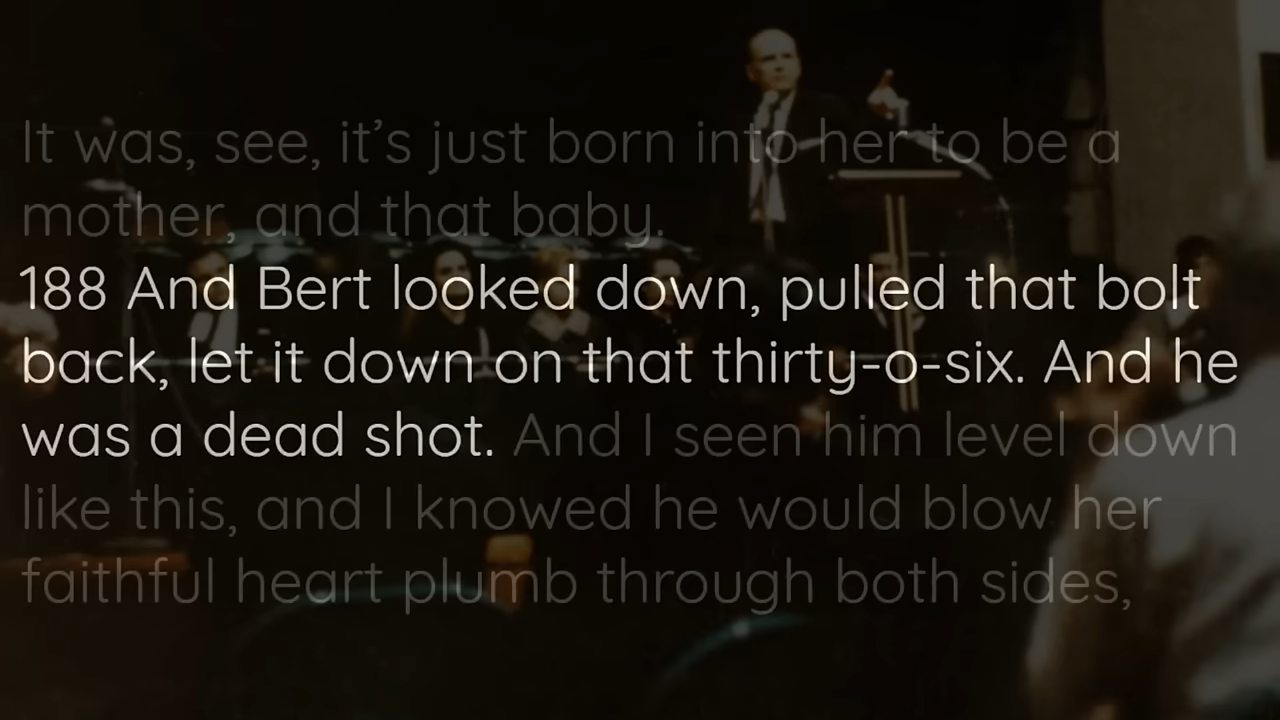 It was, see, it’s just born into her to be a
mother, and that baby.
188 And Bert looked down, pulled that bolt
back, let it down on that thirty-o-six. And he
was a dead shot. And I seen him level down
like this, and I knowed he would blow her
faithful heart plumb through both sides,